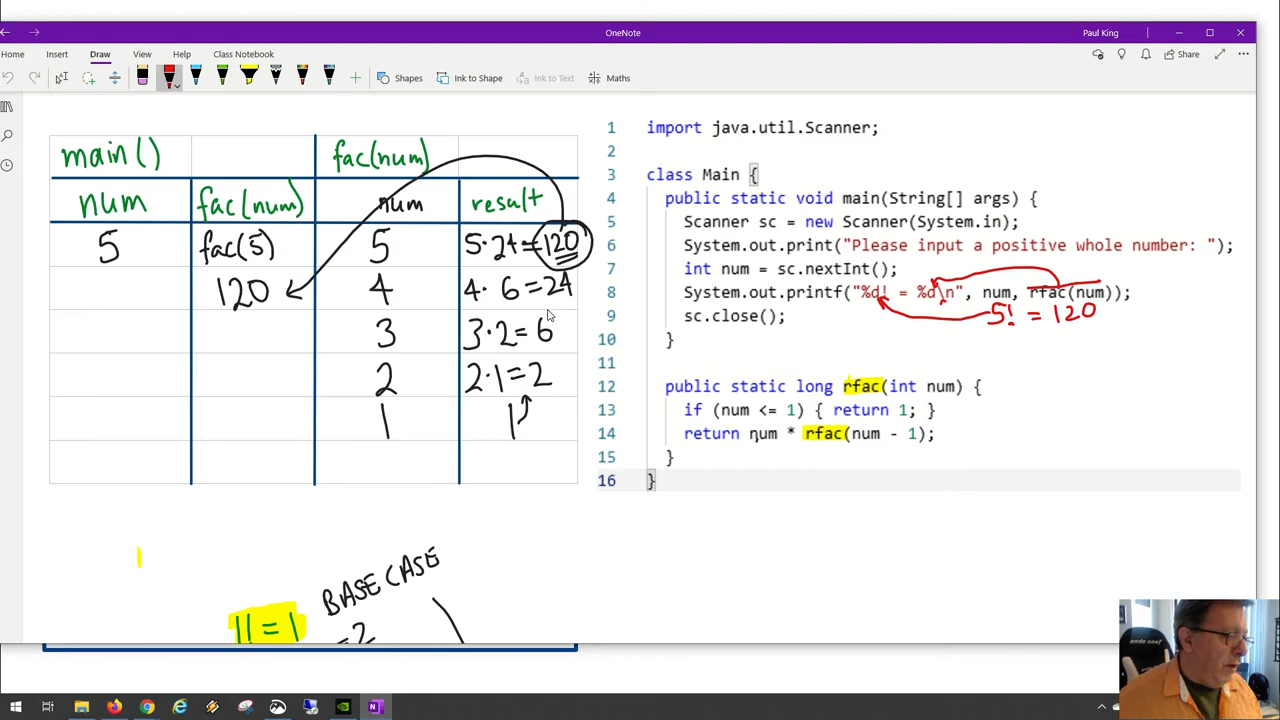 OneNote
Paul King
Home Insert Draw View Help Class Notebook
Share
Shapes Ink to Shape Ink to Text Maths
main() fac(num)
num fac(num) num result
5 fac(5) 5 5·24=120
120 4 4·6=24
3 3·2=6
2 2·1=2
1 1
BASE CASE
1!=1
=2
1 import java.util.Scanner;
2
3 class Main {
4 public static void main(String[] args) {
5 Scanner sc = new Scanner(System.in);
6 System.out.print("Please input a positive whole number: ");
7 int num = sc.nextInt();
8 System.out.printf("%d! = %d\n", num, rfac(num));
5! = 120
9 sc.close();
10 }
11
12 public static long rfac(int num) {
13 if (num <= 1) { return 1; }
14 return num * rfac(num - 1);
15 }
16 }